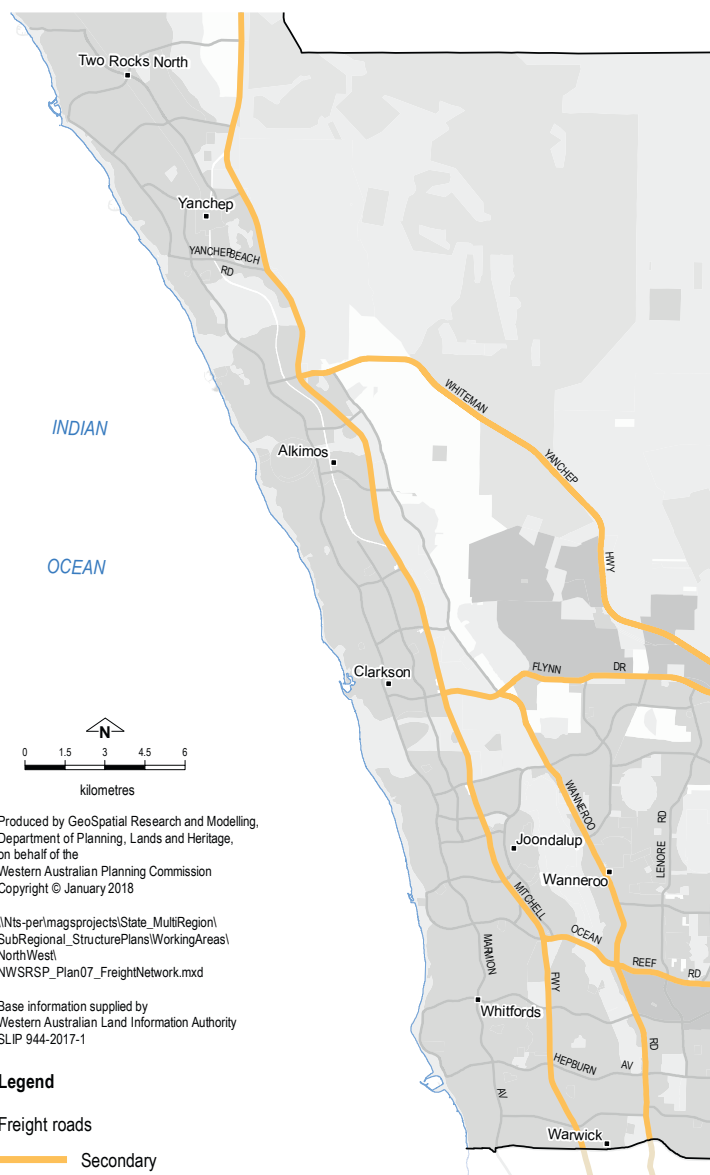 Two Rocks North
Yanchep
YANCHEP BEACH
RD
INDIAN
WHITEMAN
YANCHEP
HWY
Alkimos
OCEAN
FLYNN DR
Clarkson
N
0 1.5 3 4.5 6
kilometres
WANNEROO
RD
LENORE RD
Joondalup
Wanneroo
MITCHELL
FWY
OCEAN
REEF
RD
MARMION
AV
Whitfords
HEPBURN AV
Warwick
Produced by GeoSpatial Research and Modelling,
Department of Planning, Lands and Heritage,
on behalf of the
Western Australian Planning Commission
Copyright © January 2018
\Nts-per\magsprojects\State_MultiRegion\
SubRegional_StructurePlans\WorkingAreas\
NorthWest\
NWSRSP_Plan07_FreightNetwork.mxd
Base information supplied by
Western Australian Land Information Authority
SLIP 944-2017-1
Legend
Freight roads
Secondary